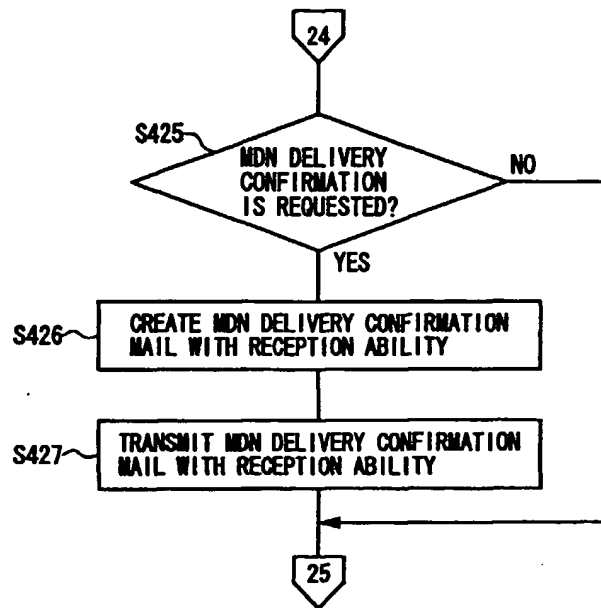 24
S425
MDN DELIVERY
CONFIRMATION
IS REQUESTED?
NO
YES
S426
CREATE MDN DELIVERY CONFIRMATION
MAIL WITH RECEPTION ABILITY
S427
TRANSMIT MDN DELIVERY CONFIRMATION
MAIL WITH RECEPTION ABILITY
25